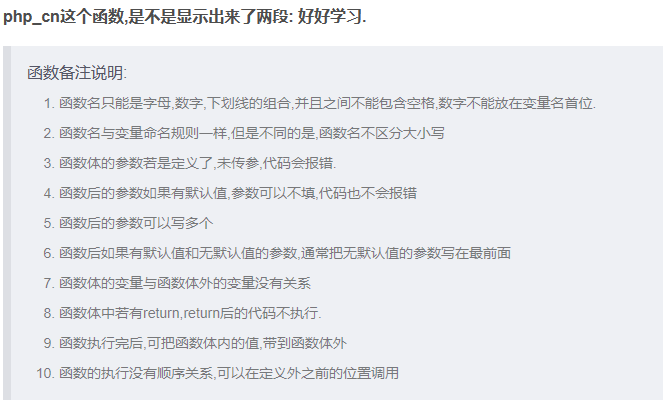 php_cn这个函数,是不是显示出来了两段: 好好学习.
函数备注说明:
1. 函数名只能是字母,数字,下划线的组合,并且之间不能包含空格,数字不能放在变量名首位.
2. 函数名与变量命名规则一样,但是不同的是,函数名不区分大小写
3. 函数体的参数若是定义了,未传参,代码会报错.
4. 函数后的参数如果有默认值,参数可以不填,代码也不会报错
5. 函数后的参数可以写多个
6. 函数后如果有默认值和无默认值的参数,通常把无默认值的参数写在最前面
7. 函数体的变量与函数体外的变量没有关系
8. 函数体中若有return,return后的代码不执行.
9. 函数执行完后,可把函数体内的值,带到函数体外
10. 函数的执行没有顺序关系,可以在定义外之前的位置调用